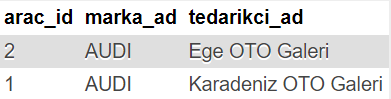 arac_id marka_ad tedarikci_ad
2 AUDI Ege OTO Galeri
1 AUDI Karadeniz OTO Galeri